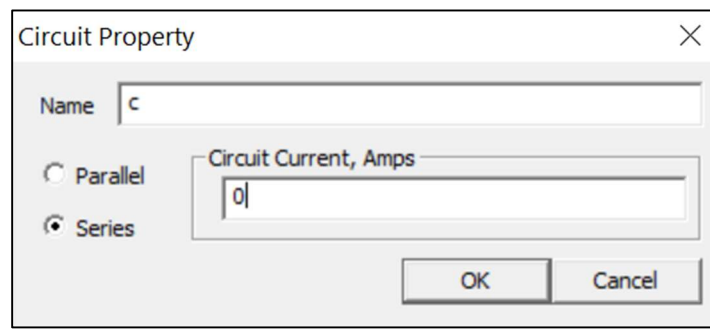 Circuit Property
Name c
Parallel
Circuit Current, Amps
0
Series
OK Cancel